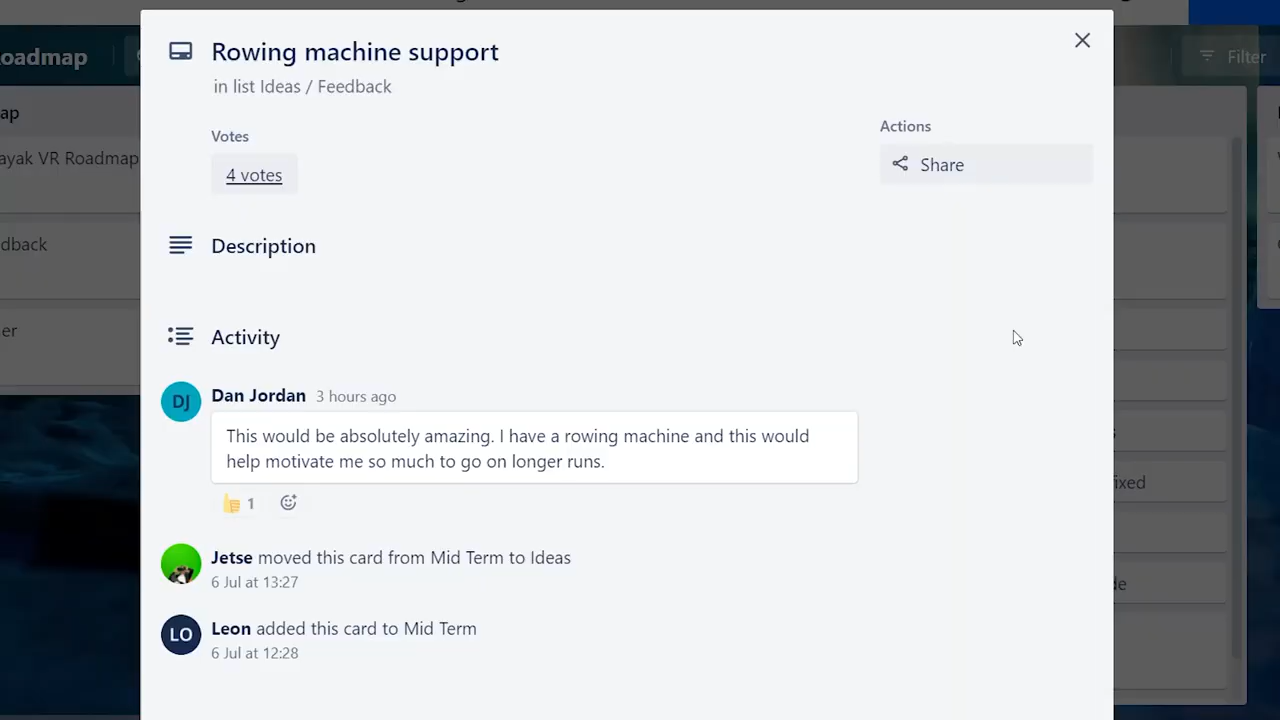 Rowing machine support
in list Ideas / Feedback
Votes
4 votes
Actions
Share
Description
Activity
DJ
Dan Jordan 3 hours ago
This would be absolutely amazing. I have a rowing machine and this would
help motivate me so much to go on longer runs.
1
Jetse moved this card from Mid Term to Ideas
6 Jul at 13:27
LO
Leon added this card to Mid Term
6 Jul at 12:28
oadmap
Filter
ap
ayak VR Roadmap
dback
er
ixed
de